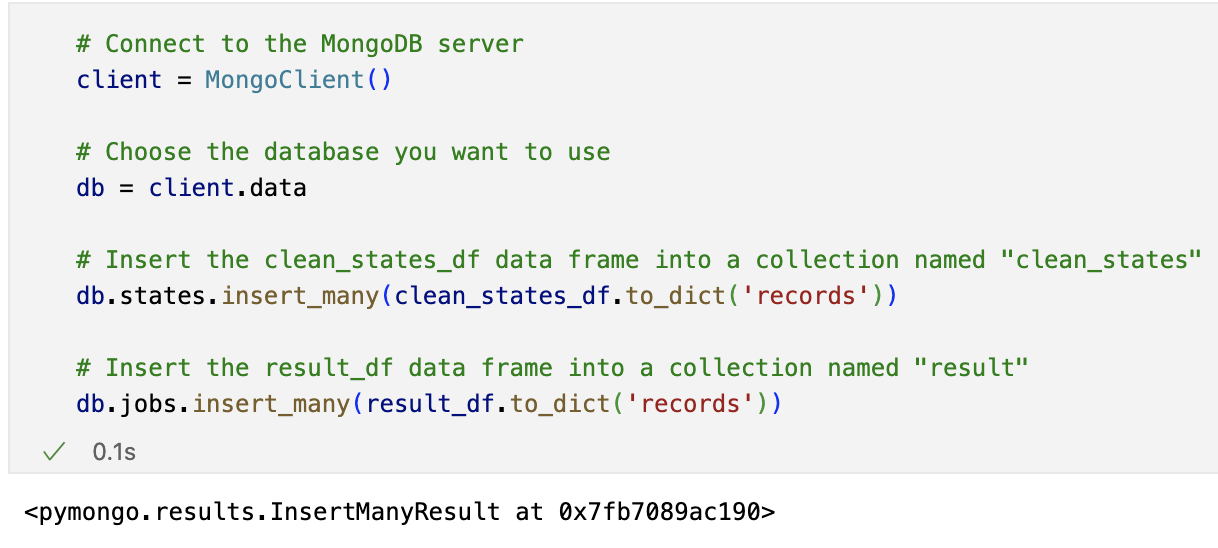 # Connect to the MongoDB server
client = MongoClient()
# Choose the database you want to use
db = client.data
# Insert the clean_states_df data frame into a collection named "clean_states"
db.states.insert_many(clean_states_df.to_dict('records'))
# Insert the result_df data frame into a collection named "result"
db.jobs.insert_many(result_df.to_dict('records'))
✓ 0.1s
<pymongo.results.InsertManyResult at 0x7fb7089ac190>